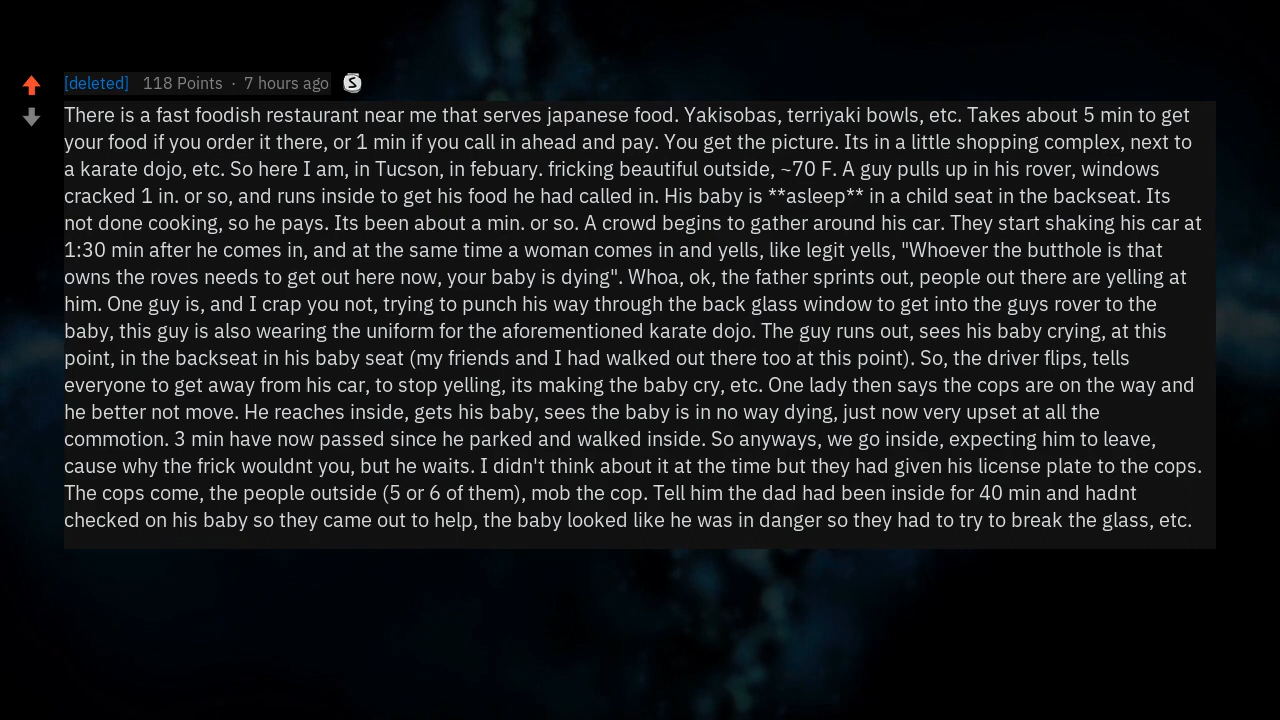 [deleted] 118 Points · 7 hours ago S
There is a fast foodish restaurant near me that serves japanese food. Yakisobas, terriyaki bowls, etc. Takes about 5 min to get
your food if you order it there, or 1 min if you call in ahead and pay. You get the picture. Its in a little shopping complex, next to
a karate dojo, etc. So here I am, in Tucson, in febuary. fricking beautiful outside, ~70 F. A guy pulls up in his rover, windows
cracked 1 in. or so, and runs inside to get his food he had called in. His baby is **asleep** in a child seat in the backseat. Its
not done cooking, so he pays. Its been about a min. or so. A crowd begins to gather around his car. They start shaking his car at
1:30 min after he comes in, and at the same time a woman comes in and yells, like legit yells, "Whoever the butthole is that
owns the roves needs to get out here now, your baby is dying". Whoa, ok, the father sprints out, people out there are yelling at
him. One guy is, and I crap you not, trying to punch his way through the back glass window to get into the guys rover to the
baby, this guy is also wearing the uniform for the aforementioned karate dojo. The guy runs out, sees his baby crying, at this
point, in the backseat in his baby seat (my friends and I had walked out there too at this point). So, the driver flips, tells
everyone to get away from his car, to stop yelling, its making the baby cry, etc. One lady then says the cops are on the way and
he better not move. He reaches inside, gets his baby, sees the baby is in no way dying, just now very upset at all the
commotion. 3 min have now passed since he parked and walked inside. So anyways, we go inside, expecting him to leave,
cause why the frick wouldnt you, but he waits. I didn't think about it at the time but they had given his license plate to the cops.
The cops come, the people outside (5 or 6 of them), mob the cop. Tell him the dad had been inside for 40 min and hadnt
checked on his baby so they came out to help, the baby looked like he was in danger so they had to try to break the glass, etc.